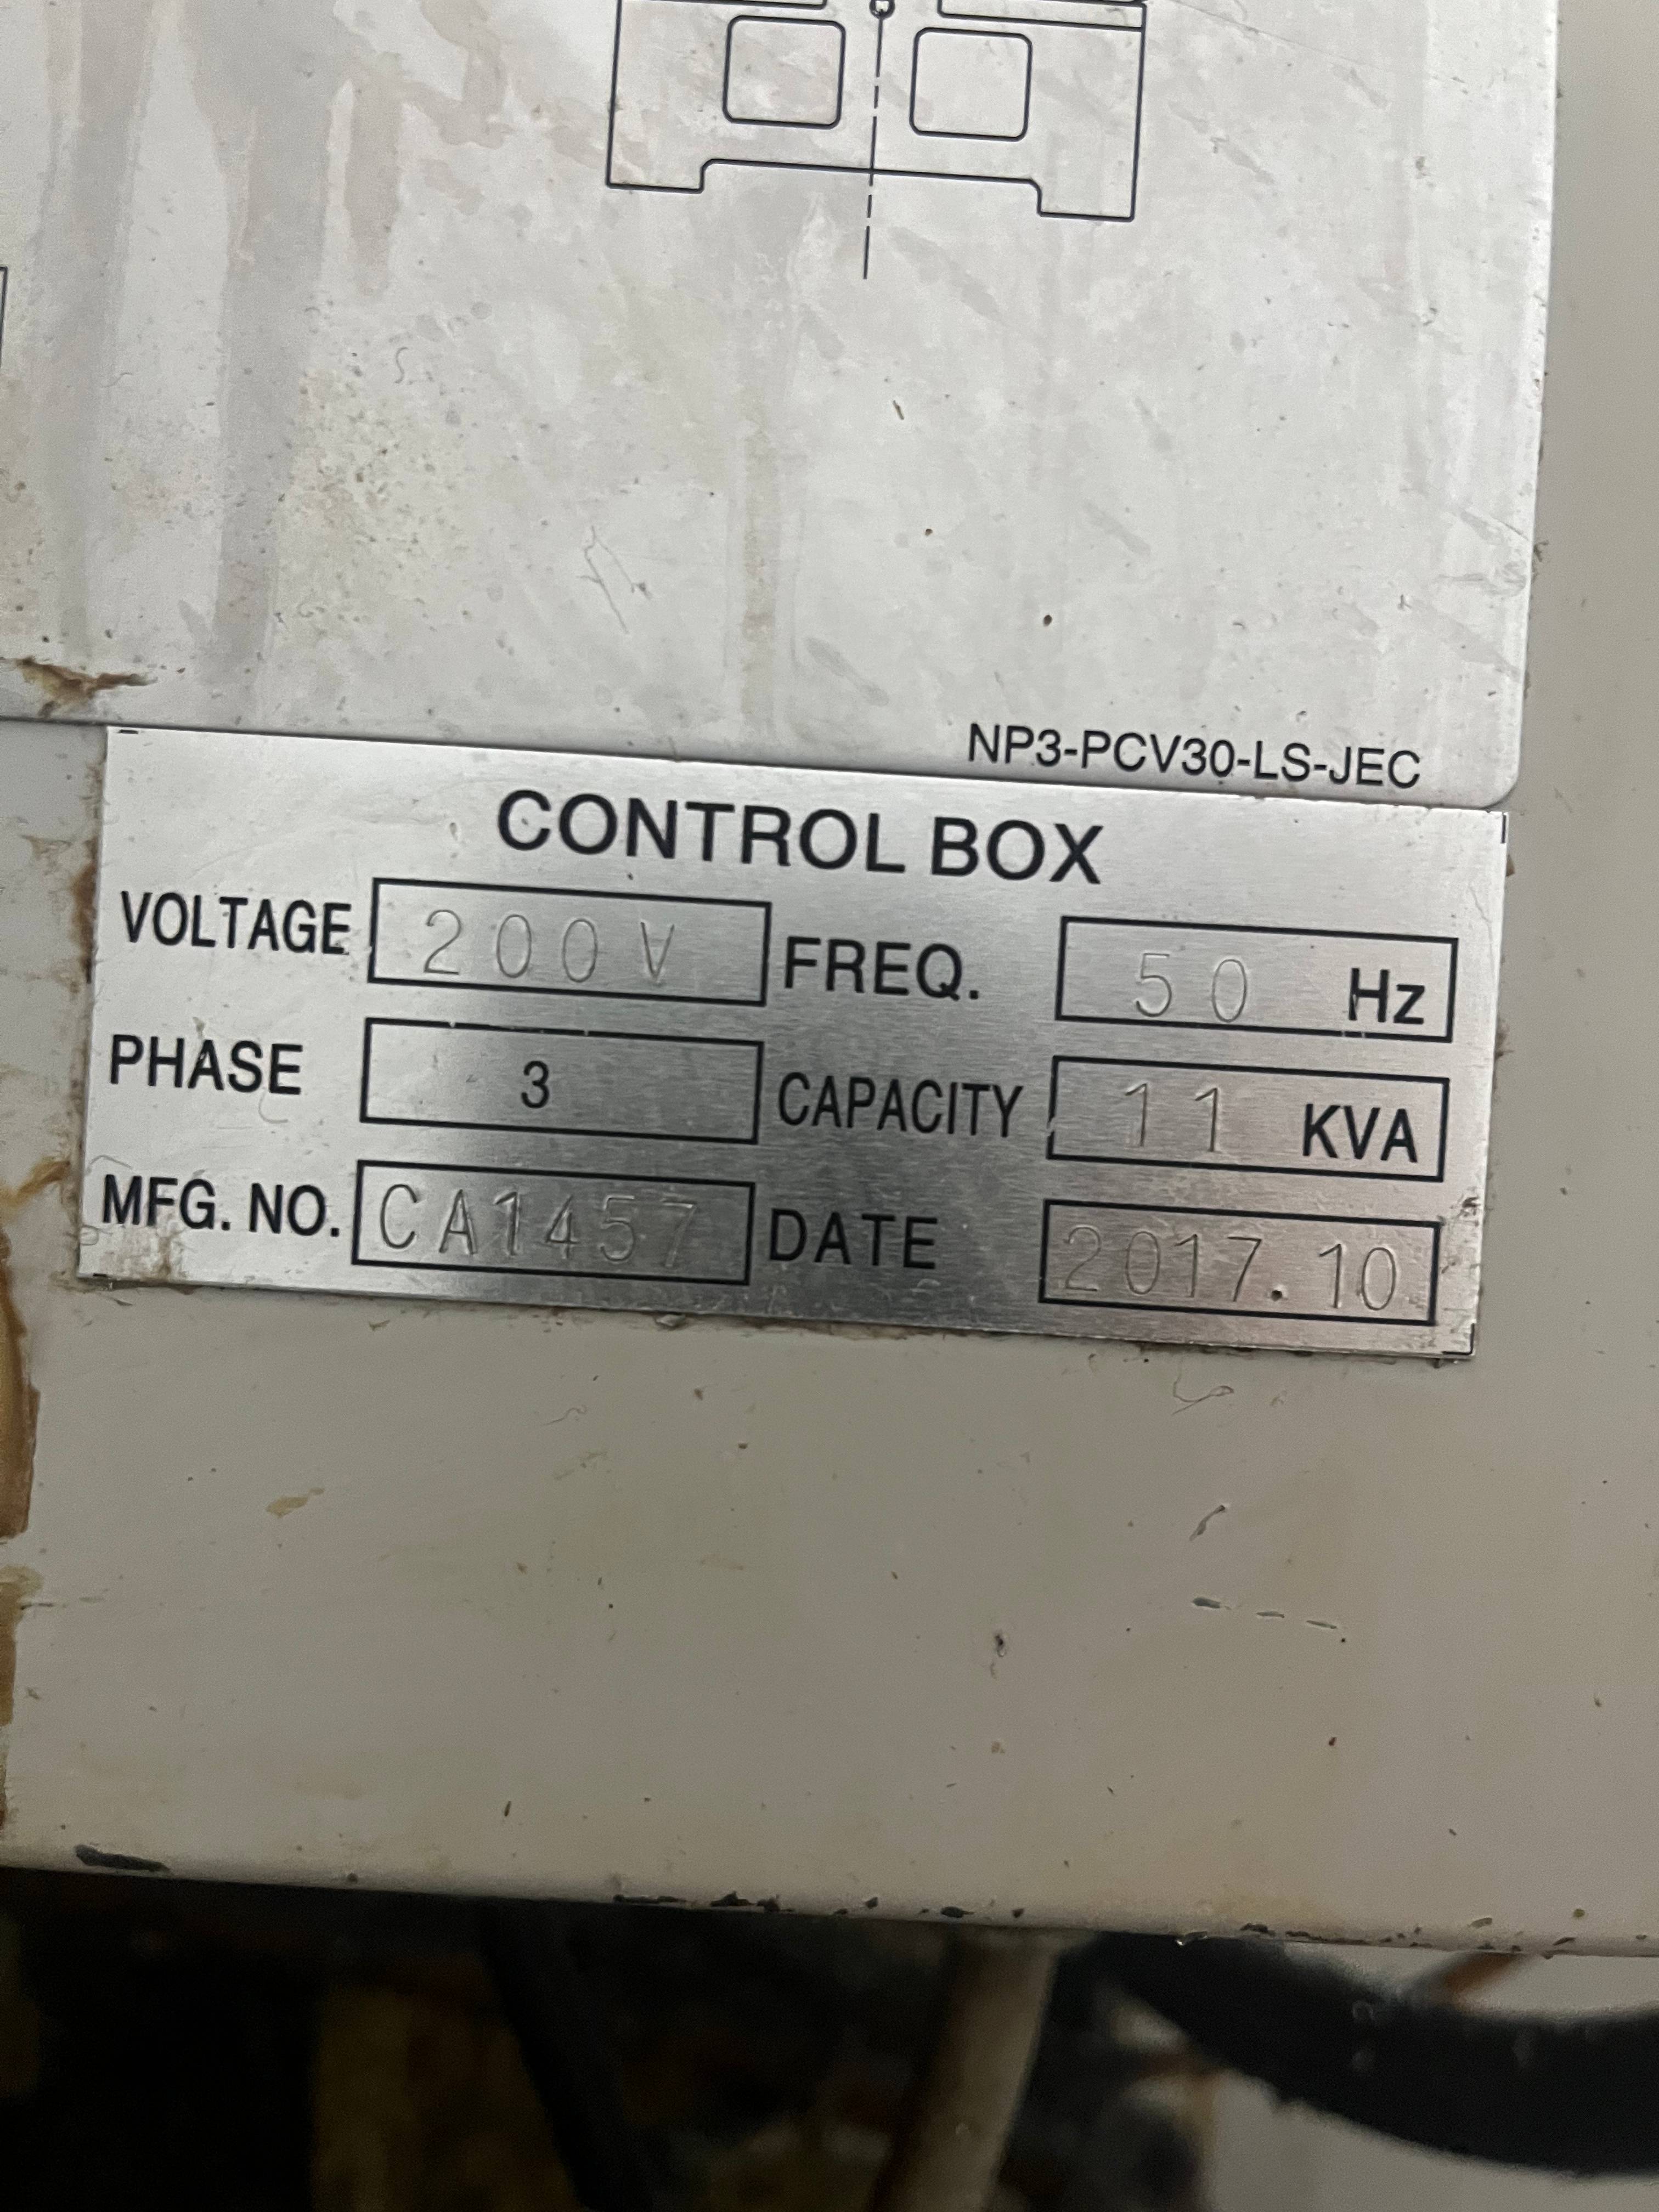 NP3-PCV30-LS-JEC
CONTROL BOX
VOLTAGE 200V FREQ. 50 Hz
PHASE 3 CAPACITY 11 KVA
MFG. NO. CA1457 DATE 2017.10